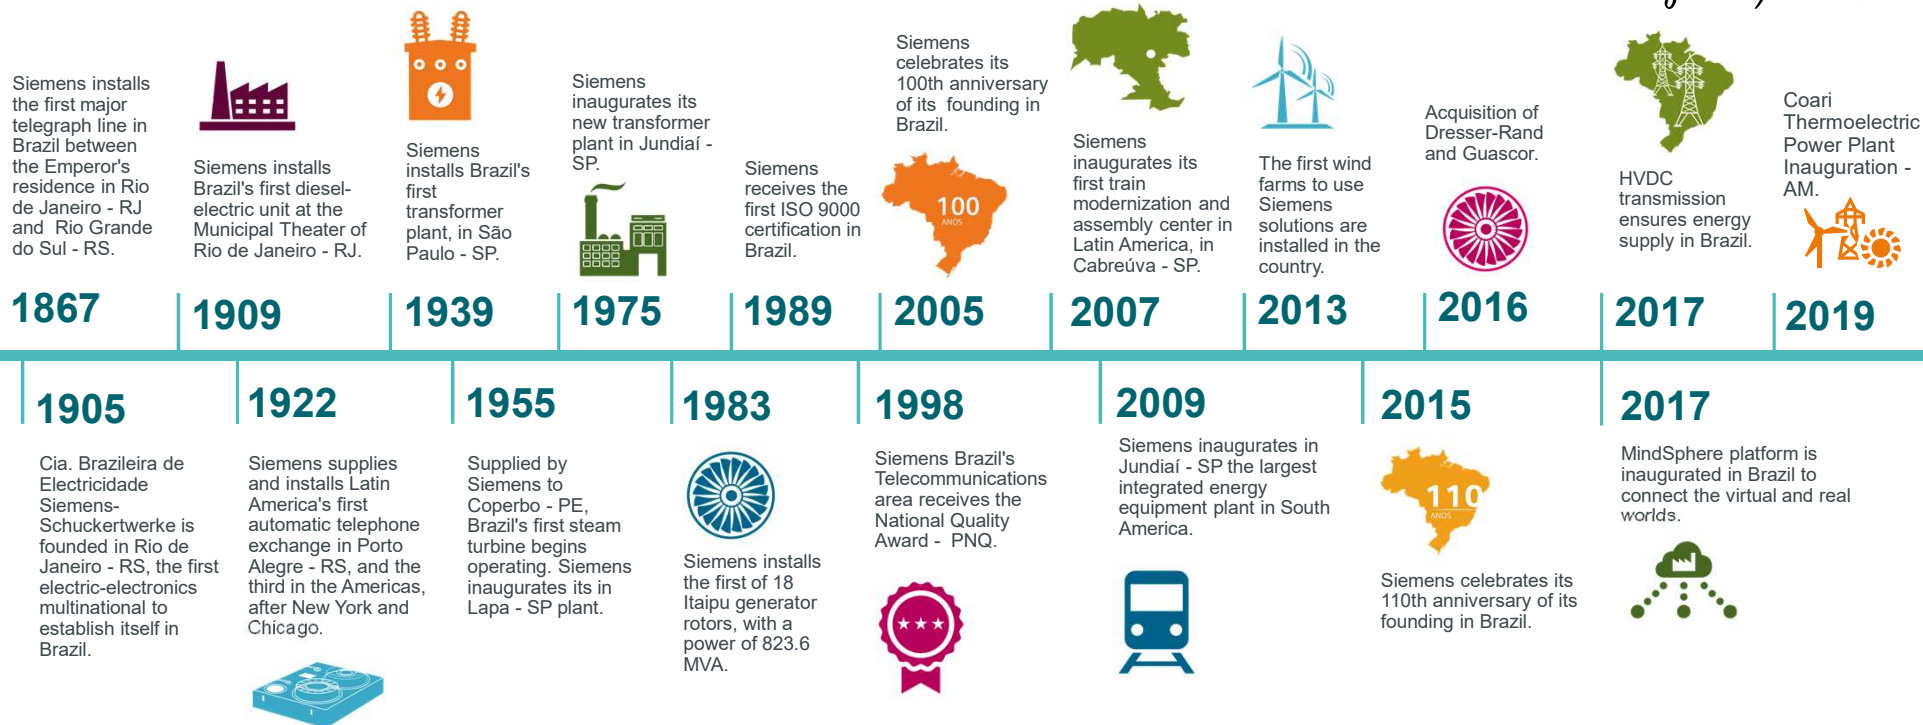 Siemens installs
the first major
telegraph line in
Brazil between
the Emperor's
residence in Rio
de Janeiro - RJ
and Rio Grande
do Sul - RS.
1867
Siemens installs
Brazil's first diesel-
electric unit at the
Municipal Theater of
Rio de Janeiro - RJ.
1909
Siemens
installs Brazil's
first
transformer
plant, in São
Paulo - SP.
1939
Siemens
inaugurates its
new transformer
plant in Jundiaí -
SP.
1975
Siemens
receives the
first ISO 9000
certification in
Brazil.
1989
Siemens
celebrates its
100th anniversary
of its founding in
Brazil.
100
ANOS
2005
Siemens
inaugurates its
first train
modernization and
assembly center in
Latin America, in
Cabreúva - SP.
2007
The first wind
farms to use
Siemens
solutions are
installed in the
country.
2013
Acquisition of
Dresser-Rand
and Guascor.
2016
HVDC
transmission
ensures energy
supply in Brazil.
2017
Coari
Thermoelectric
Power Plant
Inauguration -
AM.
2019
1905
Cia. Brazileira de
Electricidade
Siemens-
Schuckertwerke is
founded in Rio de
Janeiro - RS, the first
electric-electronics
multinational to
establish itself in
Brazil.
1922
Siemens supplies
and installs Latin
America's first
automatic telephone
exchange in Porto
Alegre - RS, and the
third in the Americas,
after New York and
Chicago.
1955
Supplied by
Siemens to
Coperbo - PE,
Brazil's first steam
turbine begins
operating. Siemens
inaugurates its in
Lapa - SP plant.
1983
Siemens installs
the first of 18
Itaipu generator
rotors, with a
power of 823.6
MVA.
1998
Siemens Brazil's
Telecommunications
area receives the
National Quality
Award - PNQ.
2009
Siemens inaugurates in
Jundiaí - SP the largest
integrated energy
equipment plant in South
America.
2015
110
ANOS
Siemens celebrates its
110th anniversary of its
founding in Brazil.
2017
MindSphere platform is
inaugurated in Brazil to
connect the virtual and real
worlds.